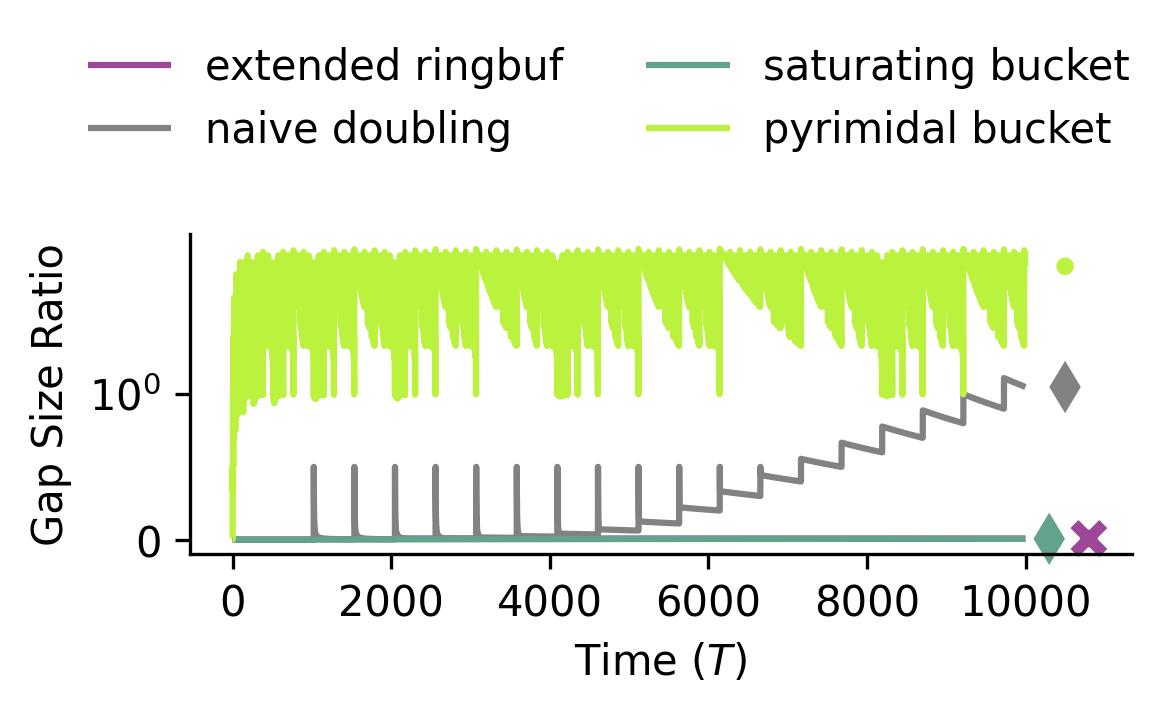 extended ringbuf
naive doubling
saturating bucket
pyrimidal bucket
Gap Size Ratio
10⁰
0
0 2000 4000 6000 8000 10000
Time (T)